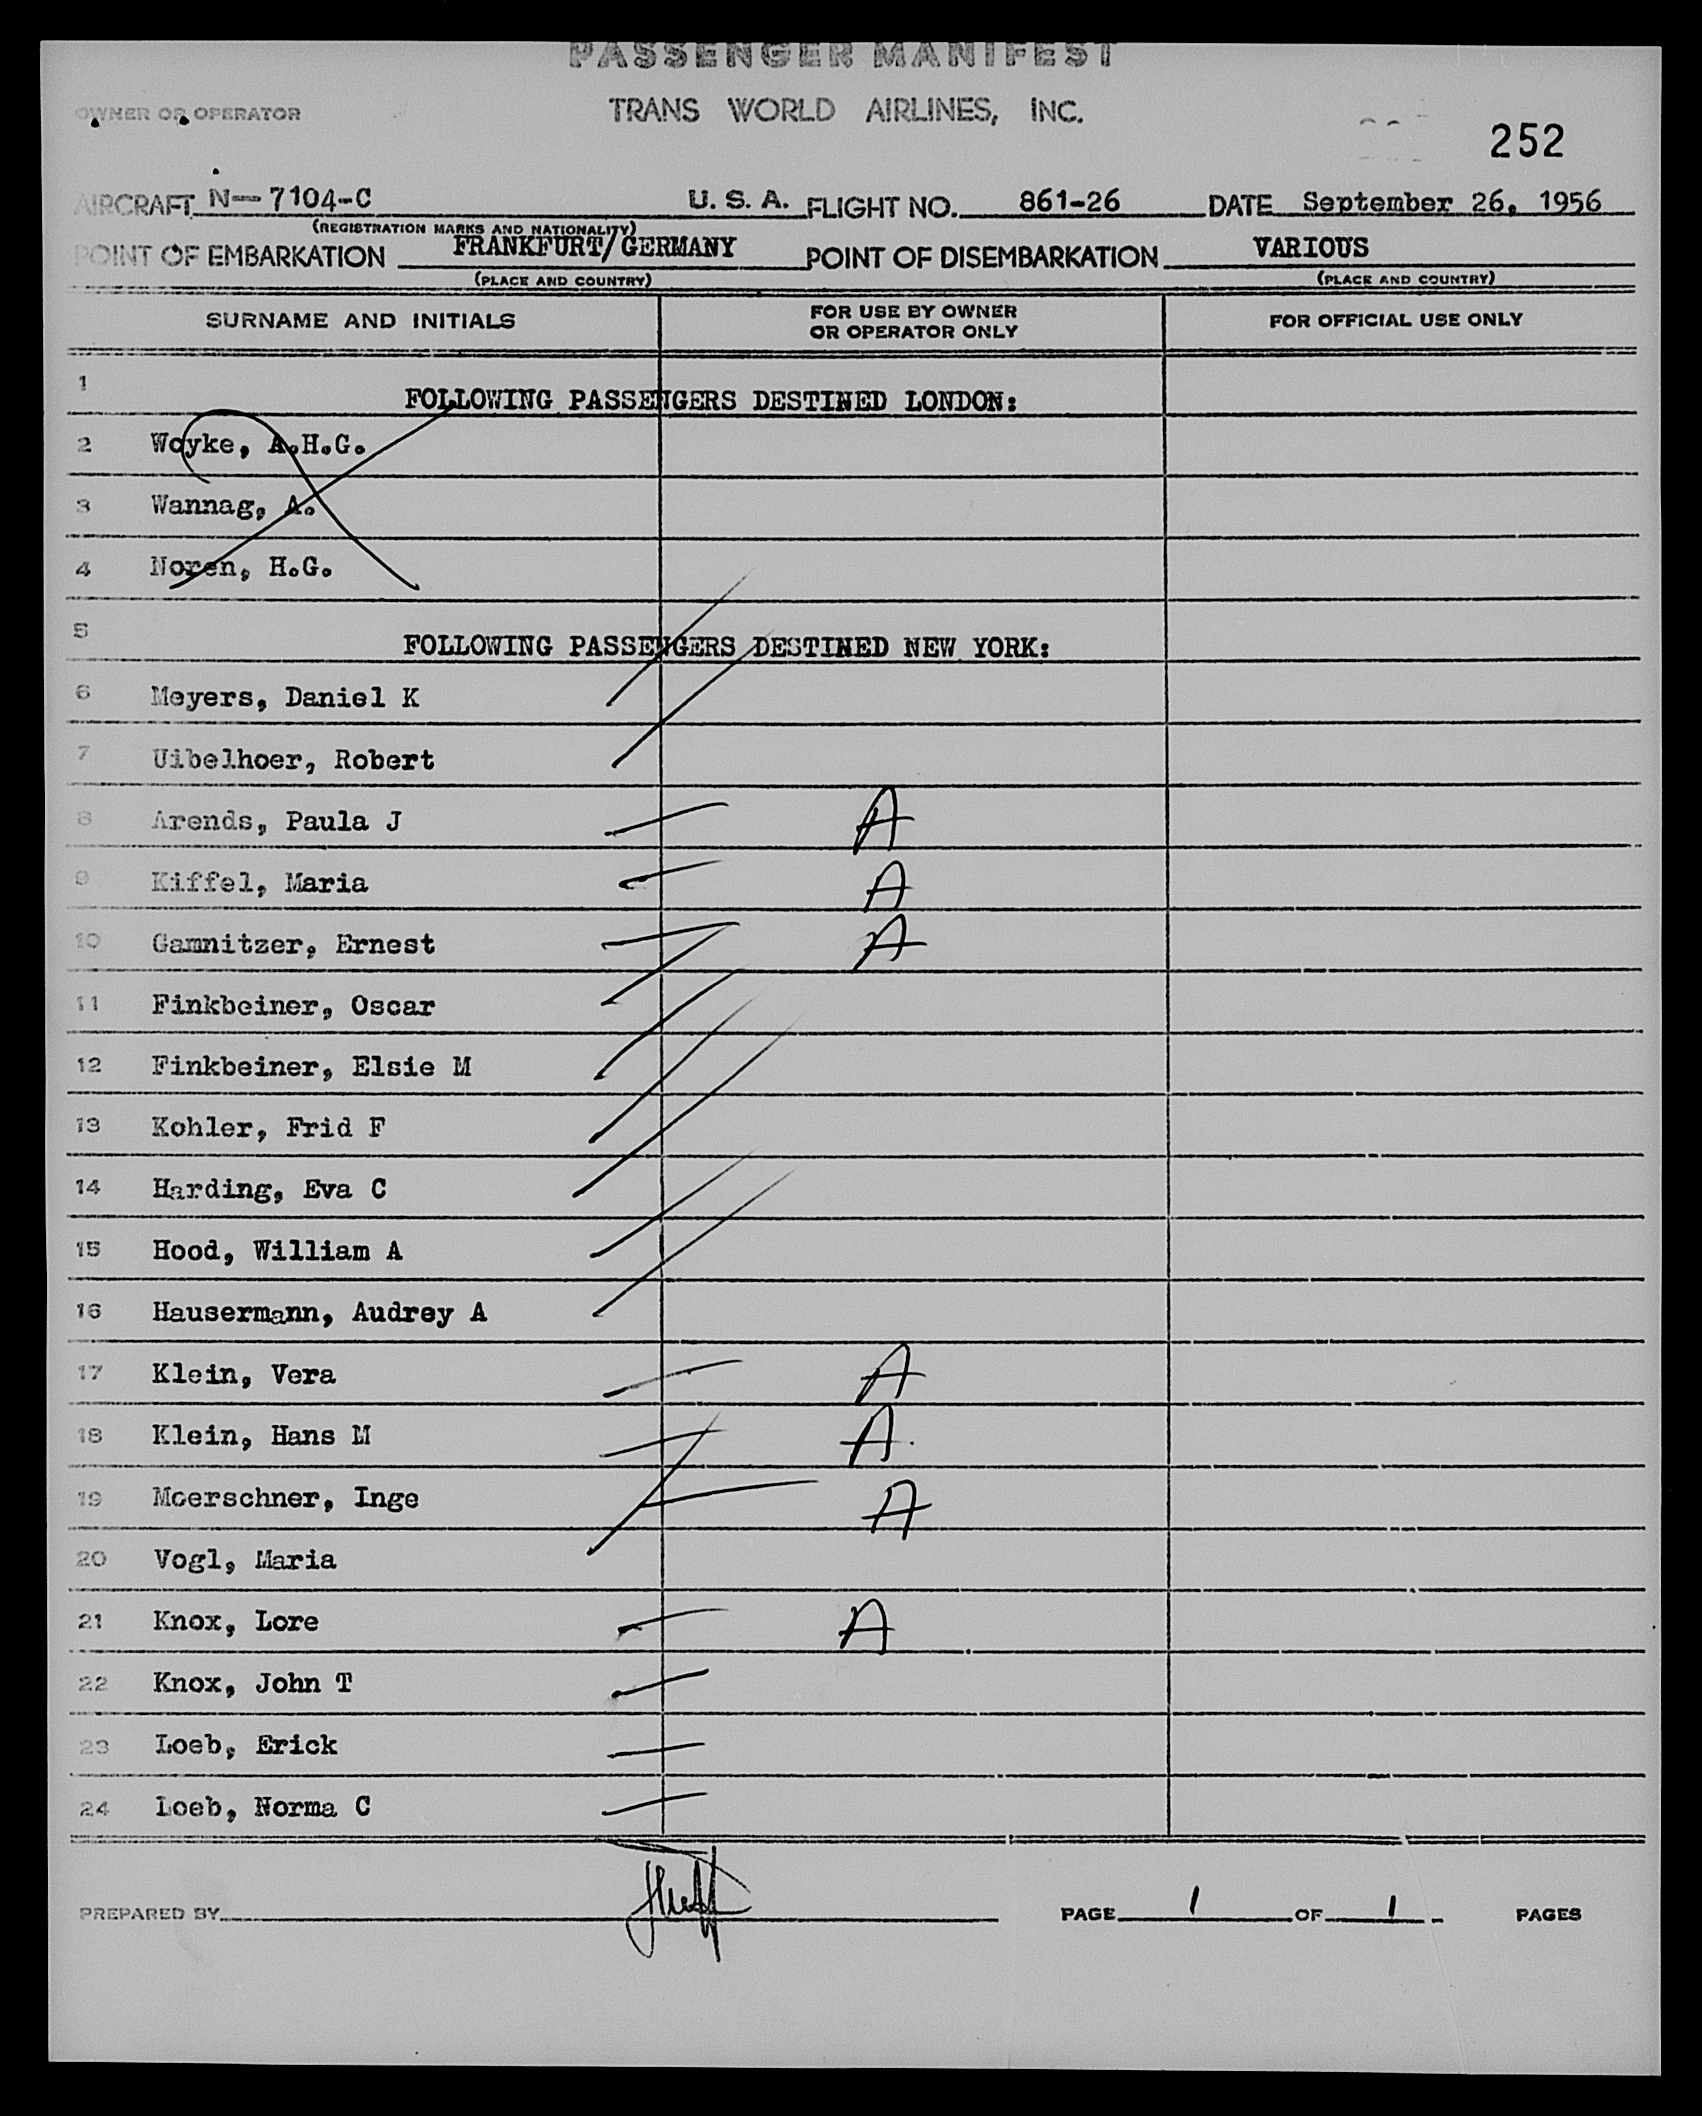 PASSENGER MANIFEST
OWNER OR OPERATOR TRANS WORLD AIRLINES, INC.
252
AIRCRAFT N-7104-C U. S. A. FLIGHT NO. 861-26 DATE September 26, 1956
(REGISTRATION MARKS AND NATIONALITY)
POINT OF EMBARKATION FRANKFURT/GERMANY POINT OF DISEMBARKATION VARIOUS
(PLACE AND COUNTRY) (PLACE AND COUNTRY)
SURNAME AND INITIALS FOR USE BY OWNER OR OPERATOR ONLY FOR OFFICIAL USE ONLY
1 FOLLOWING PASSENGERS DESTINED LONDON:
2 Woyke, A.H.G.
3 Wannag, A.
4 Noren, H.G.
5 FOLLOWING PASSENGERS DESTINED NEW YORK:
6 Meyers, Daniel K
7 Uibelhoer, Robert
8 Arends, Paula J A
9 Kiffel, Maria A
10 Gamnitzer, Ernest A
11 Finkbeiner, Oscar
12 Finkbeiner, Elsie M
13 Kohler, Frid F
14 Harding, Eva C
15 Hood, William A
16 Hausermann, Audrey A
17 Klein, Vera A
18 Klein, Hans M A
19 Moerschner, Inge A
20 Vogl, Maria
21 Knox, Lore A
22 Knox, John T
23 Loeb, Erick
24 Loeb, Norma C
PREPARED BY PAGE 1 OF 1 PAGES